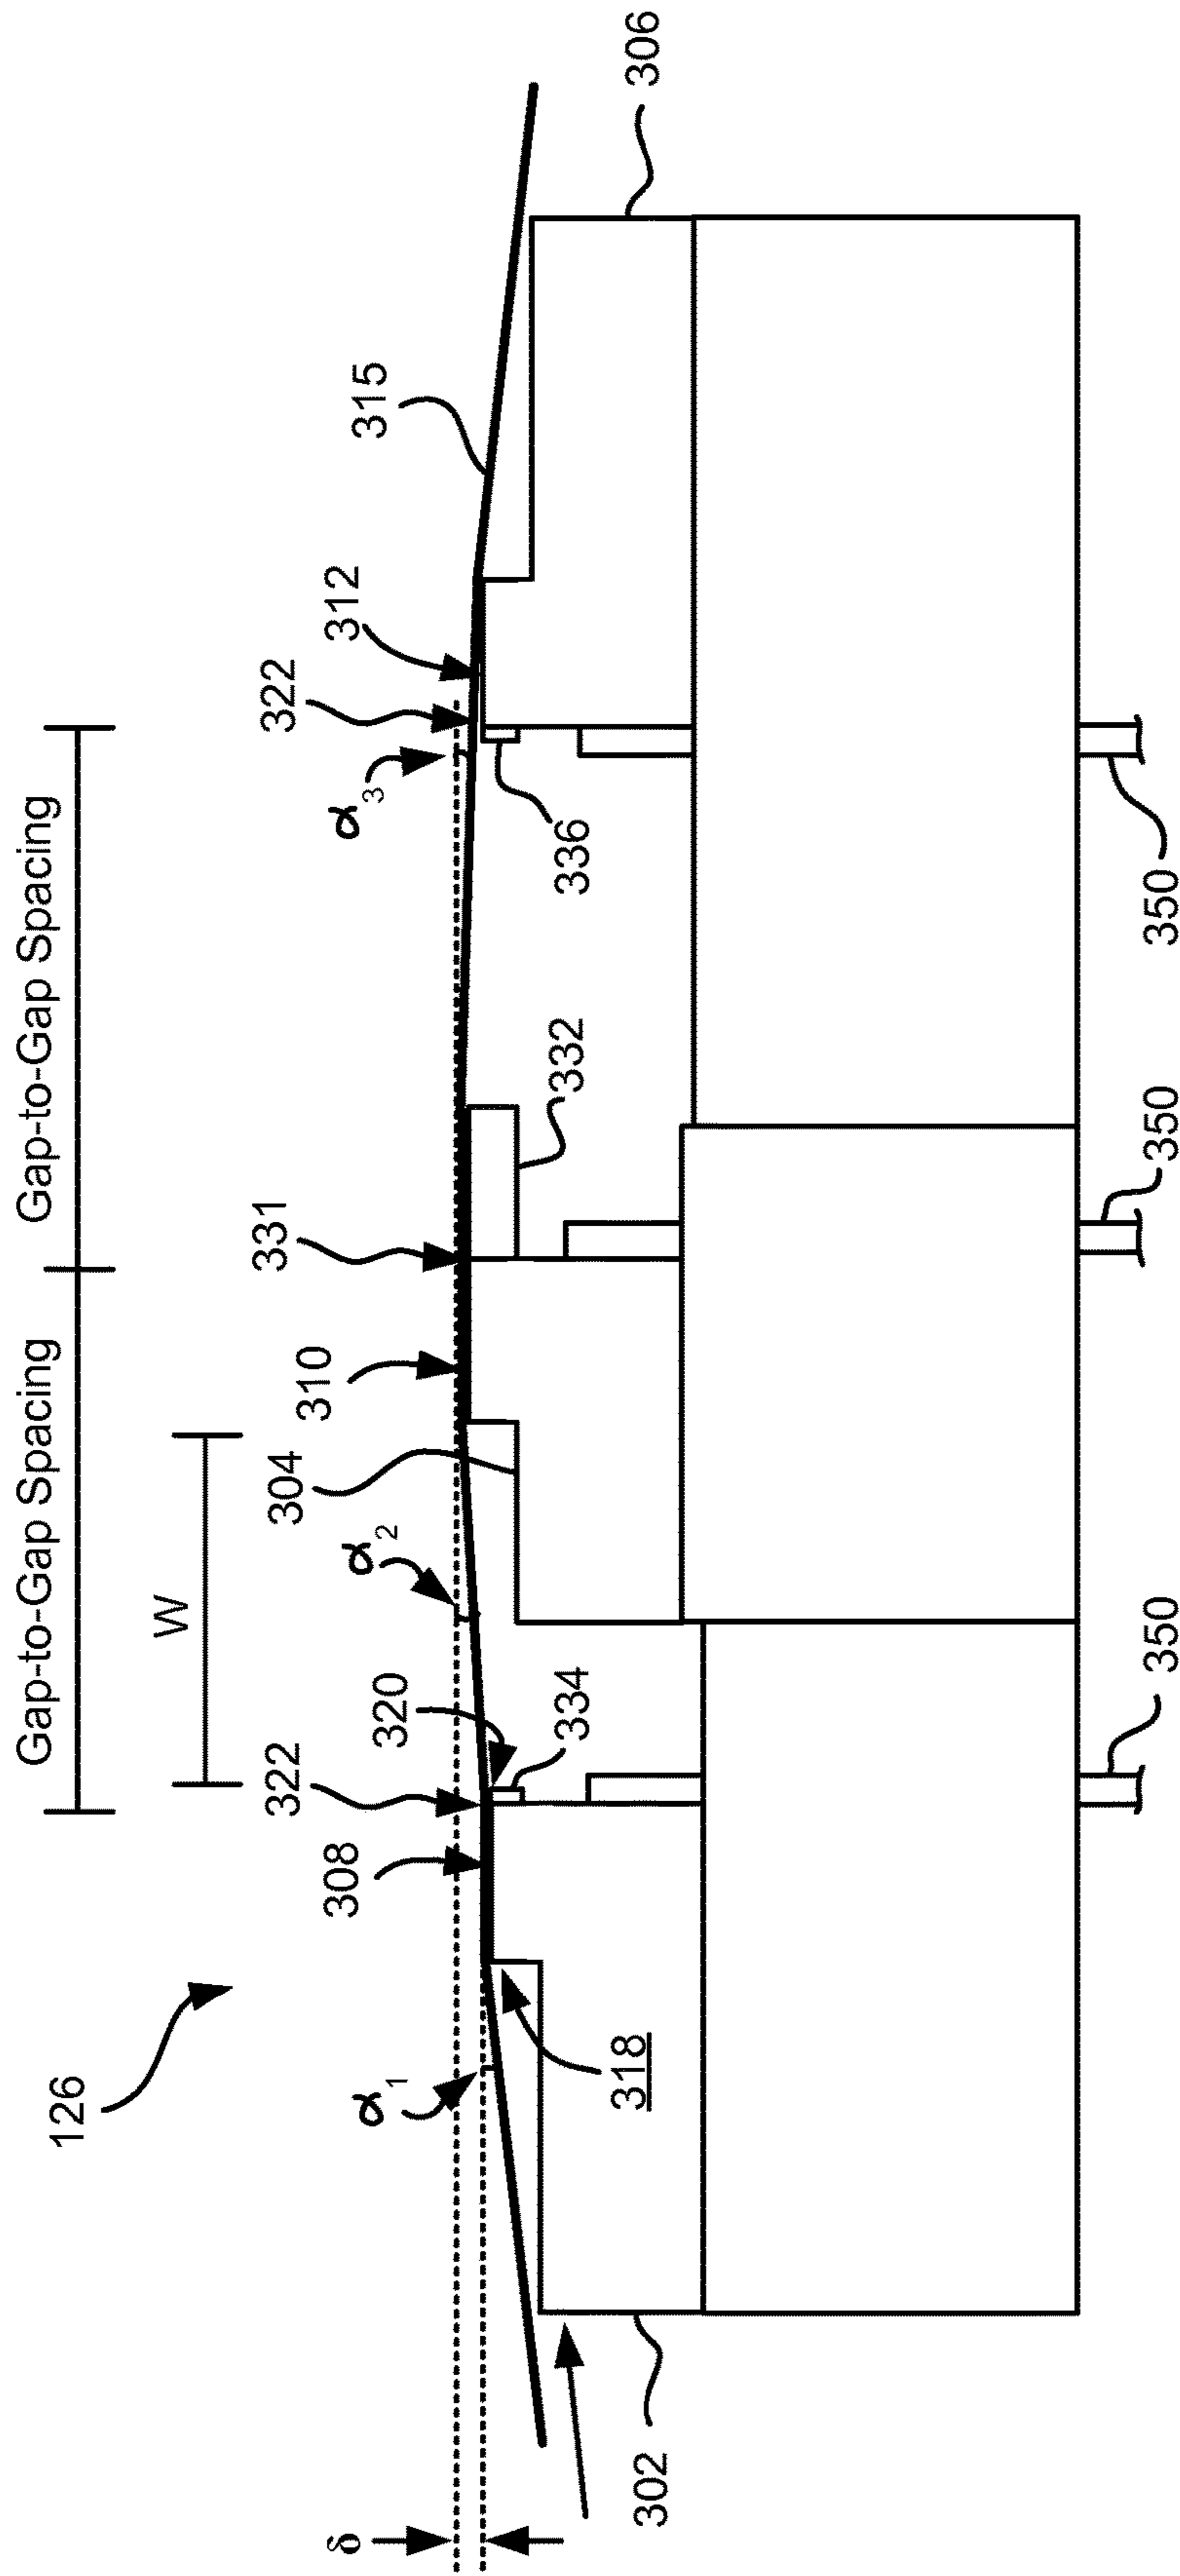 Gap-to-Gap Spacing
Gap-to-Gap Spacing
W
126
δ
α1
308
322
320
334
α2
304
310
331
332
α3
322
312
336
315
306
318
302
350
350
350